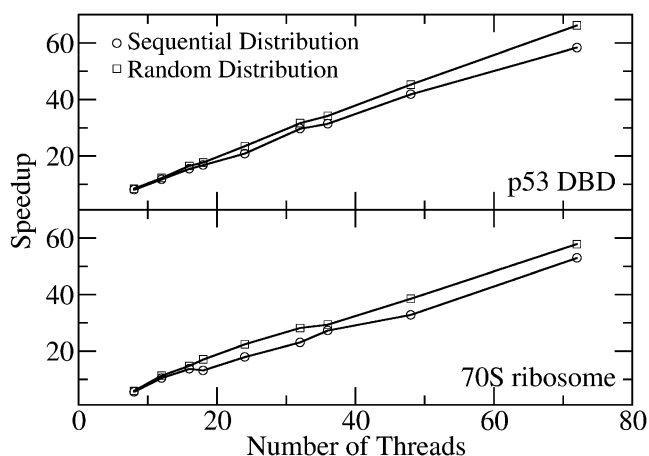 60
Sequential Distribution
Random Distribution
40
20
p53 DBD
Speedup
60
40
20
70S ribosome
0 20 40 60 80
Number of Threads